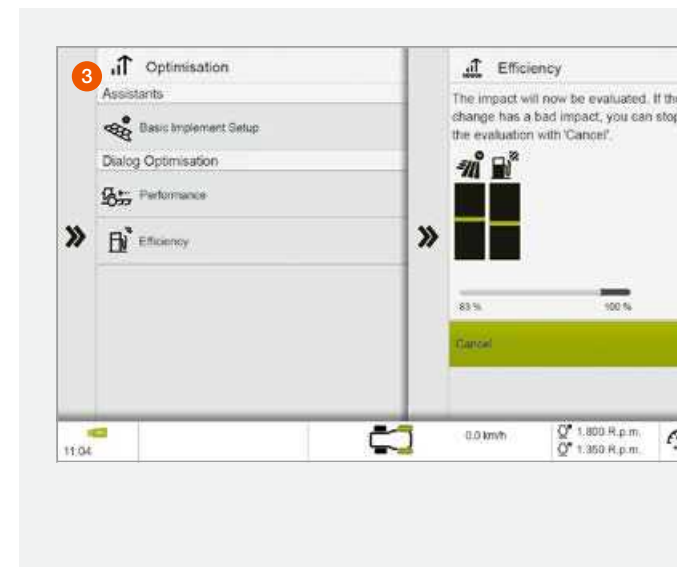 3
Optimisation
Assistants
Basic Implement Setup
Dialog Optimisation
Performance
Efficiency
Efficiency
The impact will now be evaluated. If the
change has a bad impact, you can stop
the evaluation with 'Cancel'.
83 %
100 %
Cancel
11:04
0.0 km/h
1.800 R.p.m.
1.350 R.p.m.